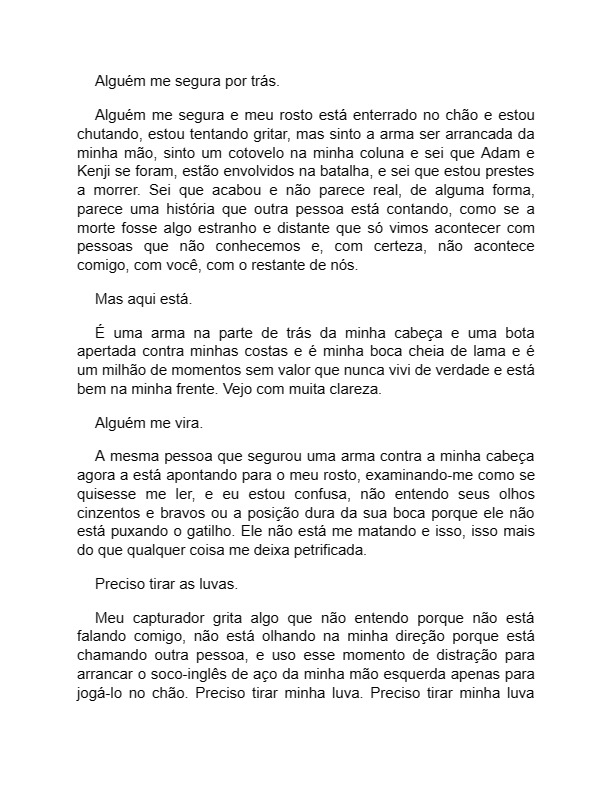 Alguém me segura por trás.
Alguém me segura e meu rosto está enterrado no chão e estou
chutando, estou tentando gritar, mas sinto a arma ser arrancada da
minha mão, sinto um cotovelo na minha coluna e sei que Adam e
Kenji se foram, estão envolvidos na batalha, e sei que estou prestes
a morrer. Sei que acabou e não parece real, de alguma forma,
parece uma história que outra pessoa está contando, como se a
morte fosse algo estranho e distante que só vimos acontecer com
pessoas que não conhecemos e, com certeza, não acontece
comigo, com você, com o restante de nós.
Mas aqui está.
É uma arma na parte de trás da minha cabeça e uma bota
apertada contra minhas costas e é minha boca cheia de lama e é
um milhão de momentos sem valor que nunca vivi de verdade e está
bem na minha frente. Vejo com muita clareza.
Alguém me vira.
A mesma pessoa que segurou uma arma contra a minha cabeça
agora a está apontando para o meu rosto, examinando-me como se
quisesse me ler, e eu estou confusa, não entendo seus olhos
cinzentos e bravos ou a posição dura da sua boca porque ele não
está puxando o gatilho. Ele não está me matando e isso, isso mais
do que qualquer coisa me deixa petrificada.
Preciso tirar as luvas.
Meu capturador grita algo que não entendo porque não está
falando comigo, não está olhando na minha direção porque está
chamando outra pessoa, e uso esse momento de distração para
arrancar o soco-inglês de aço da minha mão esquerda apenas para
jogá-lo no chão. Preciso tirar minha luva. Preciso tirar minha luva